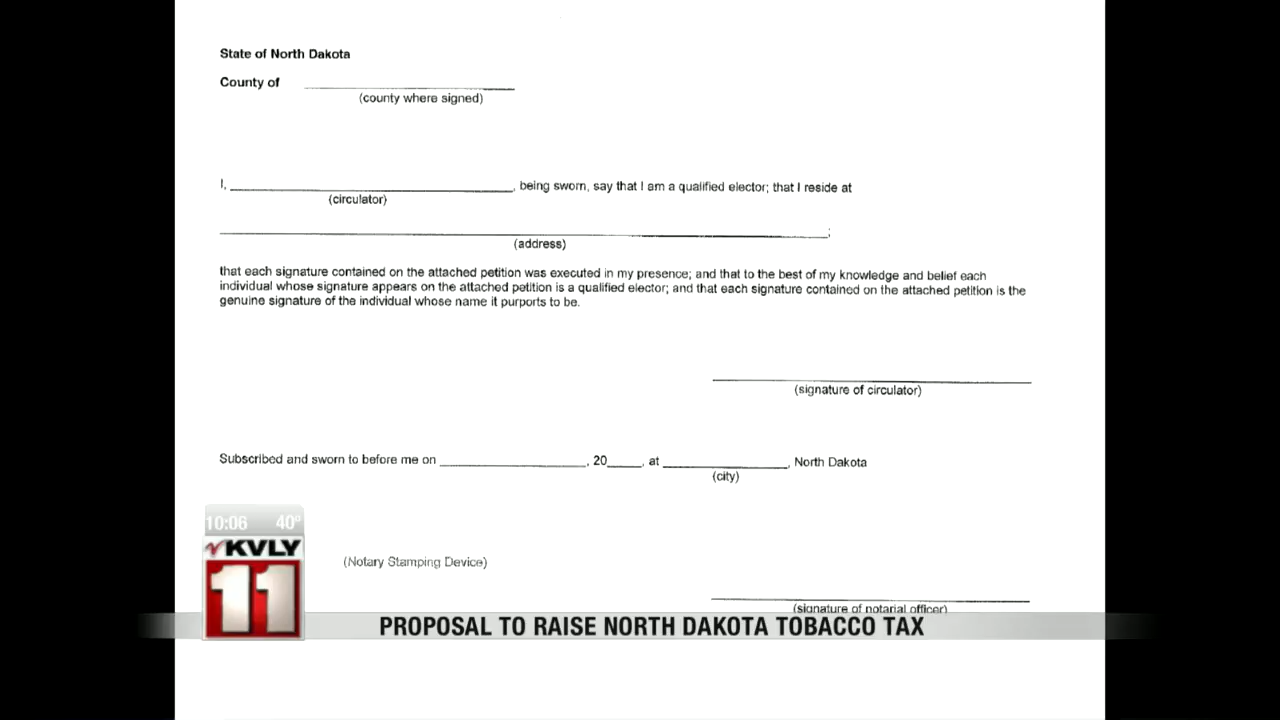 State of North Dakota
County of
(county where signed)
I, , being sworn, say that I am a qualified elector; that I reside at
(circulator)
;
(address)
that each signature contained on the attached petition was executed in my presence; and that to the best of my knowledge and belief each
individual whose signature appears on the attached petition is a qualified elector; and that each signature contained on the attached petition is the
genuine signature of the individual whose name it purports to be.
(signature of circulator)
Subscribed and sworn to before me on , 20 , at , North Dakota
(city)
10:06 40°
KVLY
11
(Notary Stamping Device)
(signature of notarial officer)
PROPOSAL TO RAISE NORTH DAKOTA TOBACCO TAX